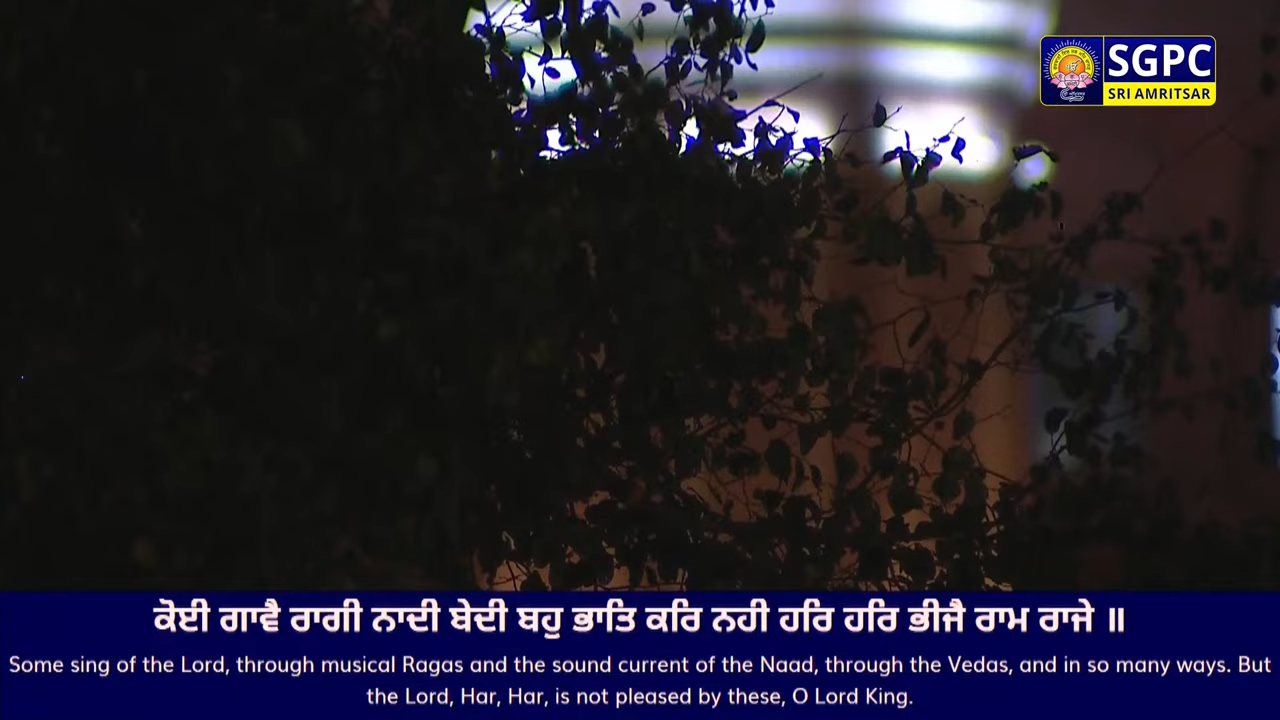 SGPC
SRI AMRITSAR
ਕੋਈ ਗਾਵੈ ਰਾਗੀ ਨਾਦੀ ਬੇਦੀ ਬਹੁ ਭਾਤਿ ਕਰਿ ਨਹੀ ਹਰਿ ਹਰਿ ਭੀਜੈ ਰਾਮ ਰਾਜੇ ॥
Some sing of the Lord, through musical Ragas and the sound current of the Naad, through the Vedas, and in so many ways. But
the Lord, Har, Har, is not pleased by these, O Lord King.